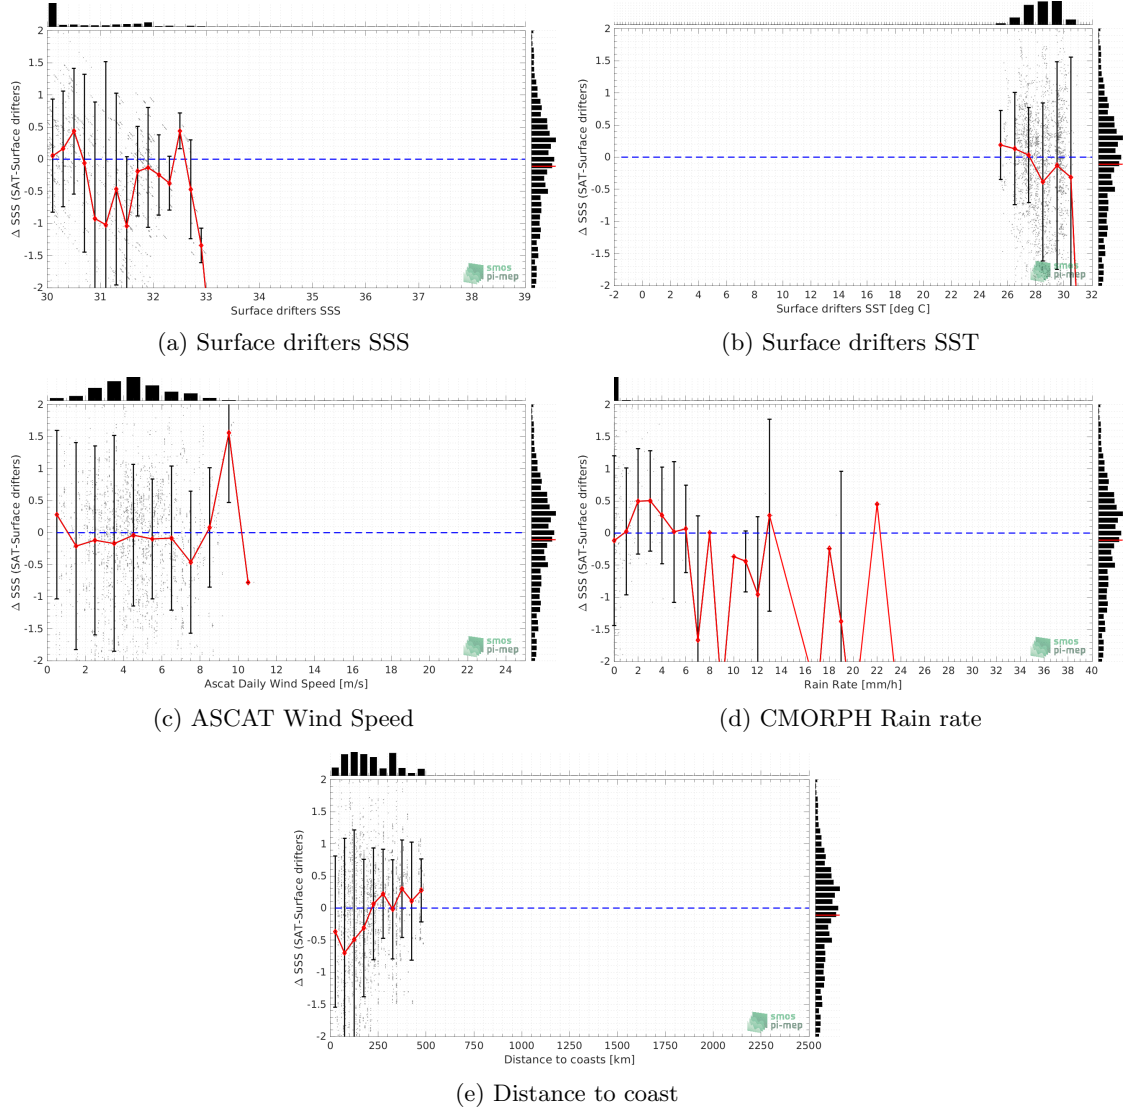 2
1.5
1
0.5
0
-0.5
-1
-1.5
-2
Δ SSS (SAT-Surface drifters)
30 31 32 33 34 35 36 37 38 39
Surface drifters SSS
smos
pi-mep
(a) Surface drifters SSS
2
1.5
1
0.5
0
-0.5
-1
-1.5
-2
Δ SSS (SAT-Surface drifters)
-2 0 2 4 6 8 10 12 14 16 18 20 22 24 26 28 30 32
Surface drifters SST [deg C]
smos
pi-mep
(b) Surface drifters SST
2
1.5
1
0.5
0
-0.5
-1
-1.5
-2
Δ SSS (SAT-Surface drifters)
0 2 4 6 8 10 12 14 16 18 20 22 24
Ascat Daily Wind Speed [m/s]
smos
pi-mep
(c) ASCAT Wind Speed
2
1.5
1
0.5
0
-0.5
-1
-1.5
-2
Δ SSS (SAT-Surface drifters)
0 2 4 6 8 10 12 14 16 18 20 22 24 26 28 30 32 34 36 38 40
Rain Rate [mm/h]
smos
pi-mep
(d) CMORPH Rain rate
2
1.5
1
0.5
0
-0.5
-1
-1.5
-2
Δ SSS (SAT-Surface drifters)
0 250 500 750 1000 1250 1500 1750 2000 2250 2500
Distance to coasts [km]
smos
pi-mep
(e) Distance to coast